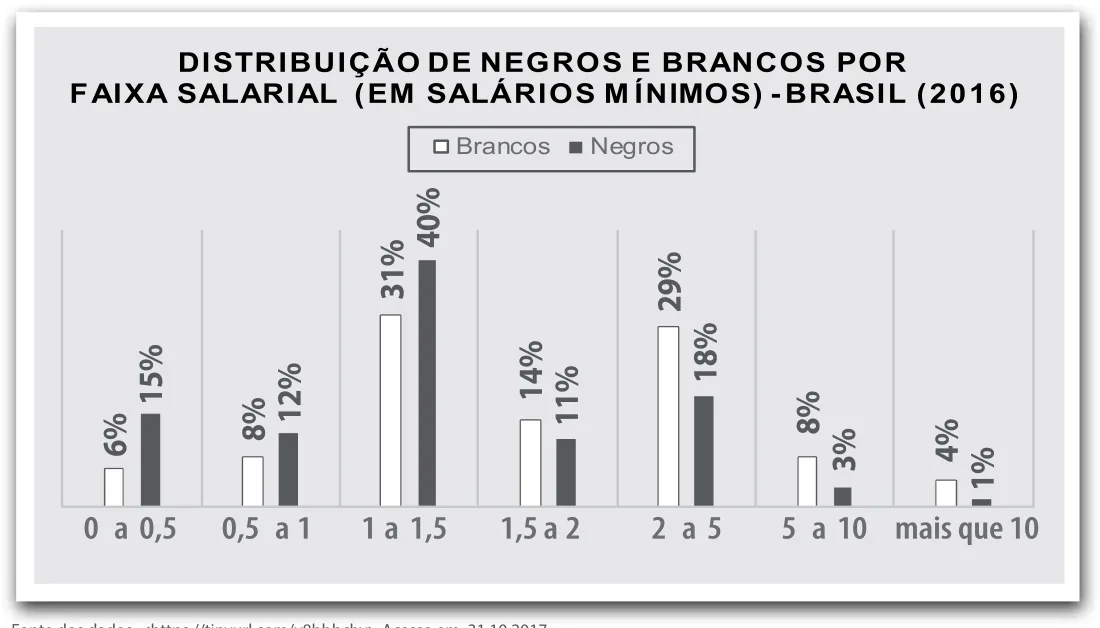 DISTRIBUIÇÃO DE NEGROS E BRANCOS POR
FAIXA SALARIAL (EM SALÁRIOS MÍNIMOS) - BRASIL (2016)
Brancos Negros
6% 15% 8% 12% 31% 40% 14% 11% 29% 18% 8% 3% 4% 1%
0 a 0,5 0,5 a 1 1 a 1,5 1,5 a 2 2 a 5 5 a 10 mais que 10